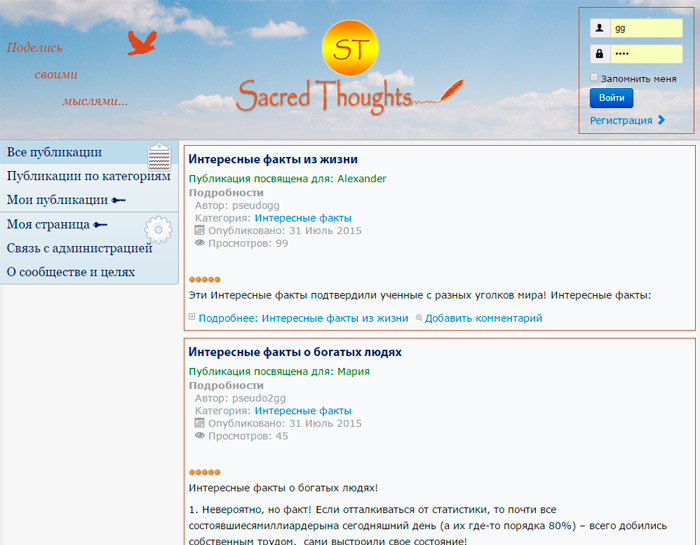 Поделись
своими
мыслями...
ST
Sacred Thoughts
gg
••••
Запомнить меня
Войти
Регистрация
Все публикации
Публикации по категориям
Мои публикации
Моя страница
Связь с администрацией
О сообществе и целях
Интересные факты из жизни
Публикация посвящена для: Alexander
Подробности
Автор: pseudogg
Категория: Интересные факты
Опубликовано: 31 Июль 2015
Просмотров: 99
Эти Интересные факты подтвердили ученные с разных уголков мира! Интересные факты:
Подробнее: Интересные факты из жизни Добавить комментарий
Интересные факты о богатых людях
Публикация посвящена для: Мария
Подробности
Автор: pseudo2gg
Категория: Интересные факты
Опубликовано: 31 Июль 2015
Просмотров: 45
Интересные факты о богатых людях!
1. Невероятно, но факт! Если отталкиваться от статистики, то почти все
состоявшиесямиллиардерына сегодняшний день (а их где-то порядка 80%) – всего добились
собственным трудом, сами выстроили свое состояние!